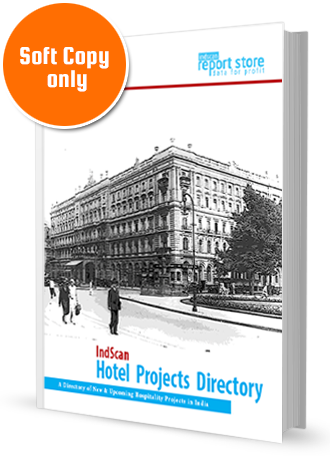 Soft Copy
only
IndScan
report store
data for profit
IndScan
Hotel Projects Directory
A Directory of New & Upcoming Hospitality Projects in India